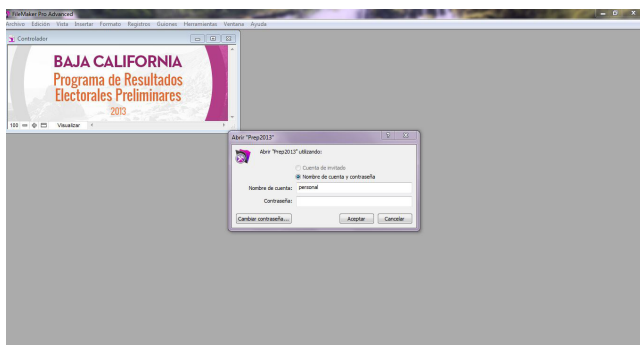 FileMaker Pro Advanced
Archivo Edición Vista Insertar Formato Registros Guiones Herramientas Ventana Ayuda
Controlador
BAJA CALIFORNIA
Programa de Resultados
Electorales Preliminares
2013
100 Visualizar
Abrir "Prep2013"
Abrir "Prep2013" utilizando:
Cuenta de invitado
Nombre de cuenta y contraseña
Nombre de cuenta: personal
Contraseña:
Cambiar contraseña... Aceptar Cancelar